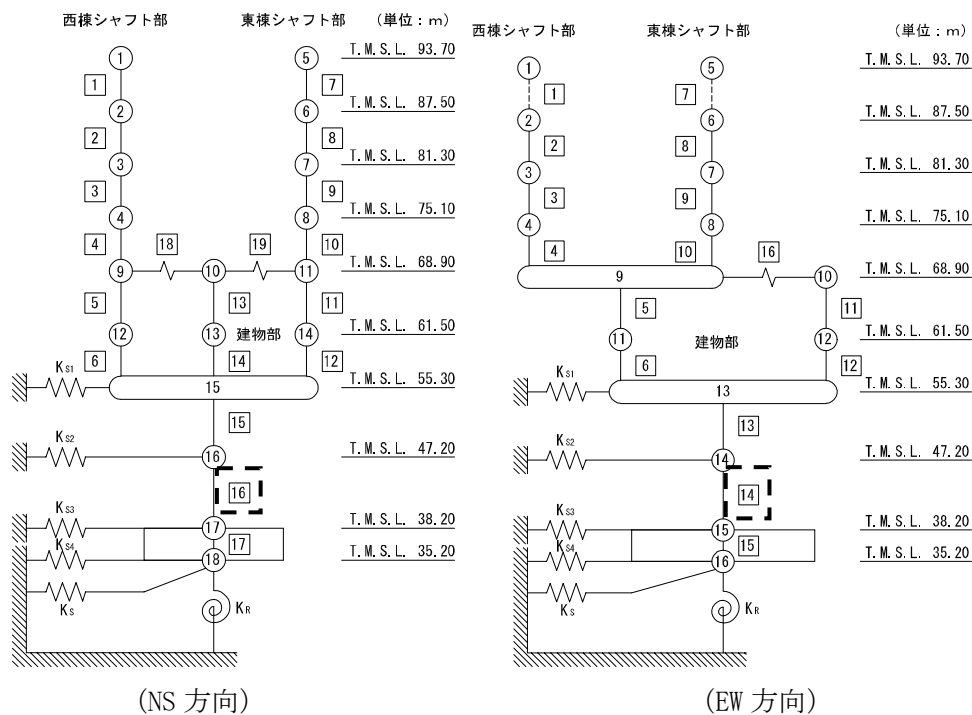 西棟シャフト部 東棟シャフト部 (単位:m)
1 5 T.M.S.L. 93.70
1 7
2 6 T.M.S.L. 87.50
2 8
3 7 T.M.S.L. 81.30
3 9
4 8 T.M.S.L. 75.10
4 18 19 10
9 10 11 T.M.S.L. 68.90
5 13 11
12 13 建物部 14 T.M.S.L. 61.50
6 14 12
KS1 15 T.M.S.L. 55.30
15
KS2 16 T.M.S.L. 47.20
16
KS3 17 T.M.S.L. 38.20
17
KS4 18 T.M.S.L. 35.20
KS KR
(NS 方向)
西棟シャフト部 東棟シャフト部 (単位:m)
1 5 T.M.S.L. 93.70
1 7
2 6 T.M.S.L. 87.50
2 8
3 7 T.M.S.L. 81.30
3 9
4 8 T.M.S.L. 75.10
4 10 16
9 10 T.M.S.L. 68.90
5 11
11 建物部 12 T.M.S.L. 61.50
6 12
KS1 13 T.M.S.L. 55.30
13
KS2 14 T.M.S.L. 47.20
14
KS3 15 T.M.S.L. 38.20
15
KS4 16 T.M.S.L. 35.20
KS KR
(EW 方向)